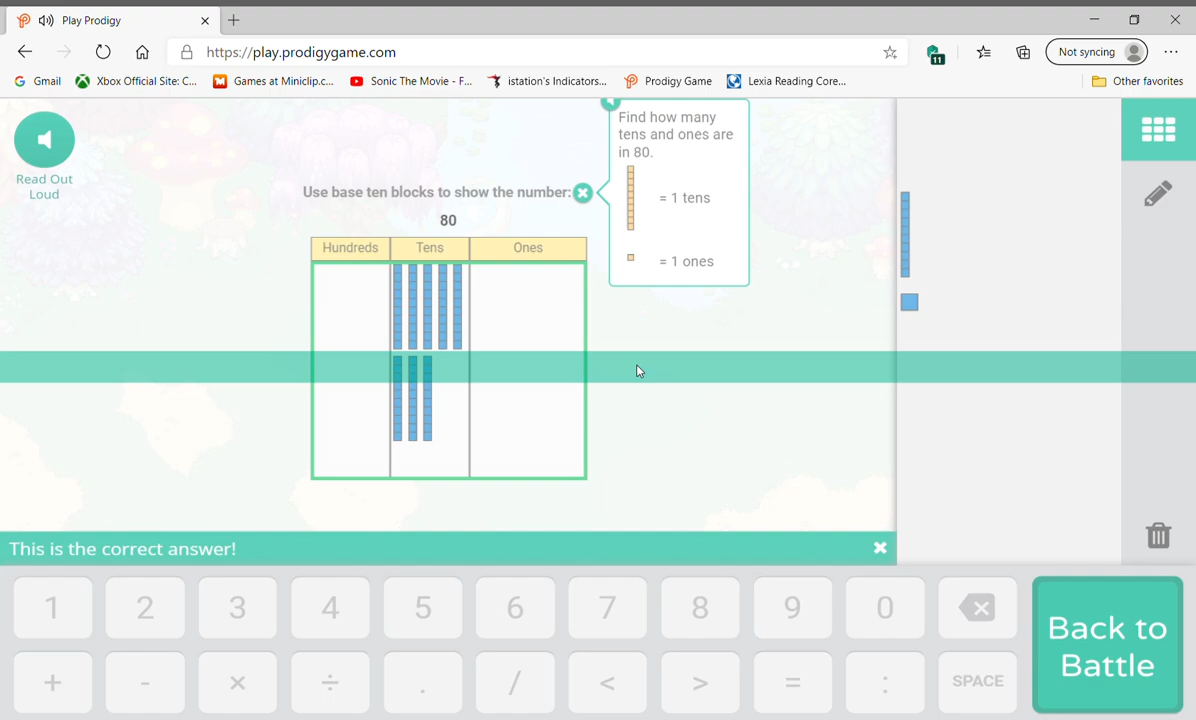 Play Prodigy
https://play.prodigygame.com
11
Not syncing
Gmail
Xbox Official Site: C...
Games at Miniclip.c...
Sonic The Movie - F...
istation's Indicators...
Prodigy Game
Lexia Reading Core...
Other favorites
Read Out
Loud
Find how many
tens and ones are
in 80.
= 1 tens
= 1 ones
Use base ten blocks to show the number:
80
Hundreds Tens Ones
This is the correct answer!
1 2 3 4 5 6 7 8 9 0
+ - × ÷ . / < > = : SPACE
Back to
Battle